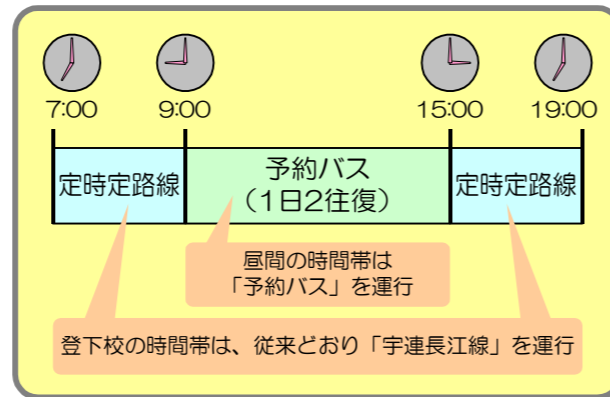 7:00 9:00 15:00 19:00
定時定路線
予約バス
（1日2往復）
定時定路線
昼間の時間帯は
「予約バス」を運行
登下校の時間帯は、従来どおり「宇連長江線」を運行